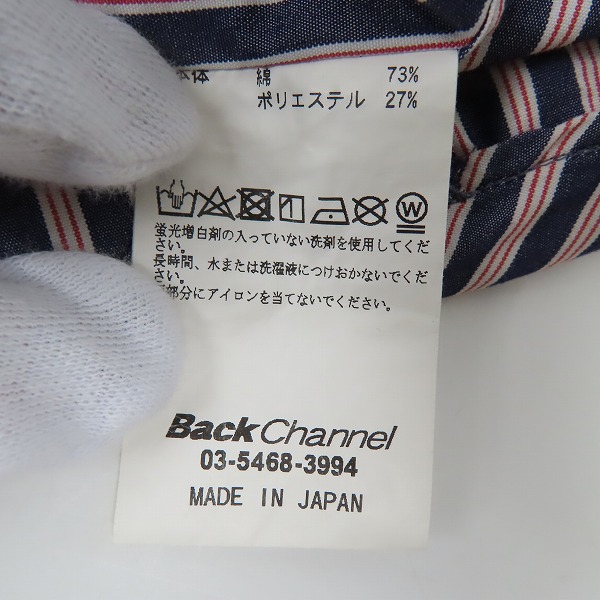 体 綿 73%
ポリエステル 27%
W
蛍光増白剤の入っていない洗剤を使用してくだ
さい。
長時間、水または洗濯液につけおかないでくだ
さい。
部分にアイロンを当てないでください。
Back Channel
03-5468-3994
MADE IN JAPAN